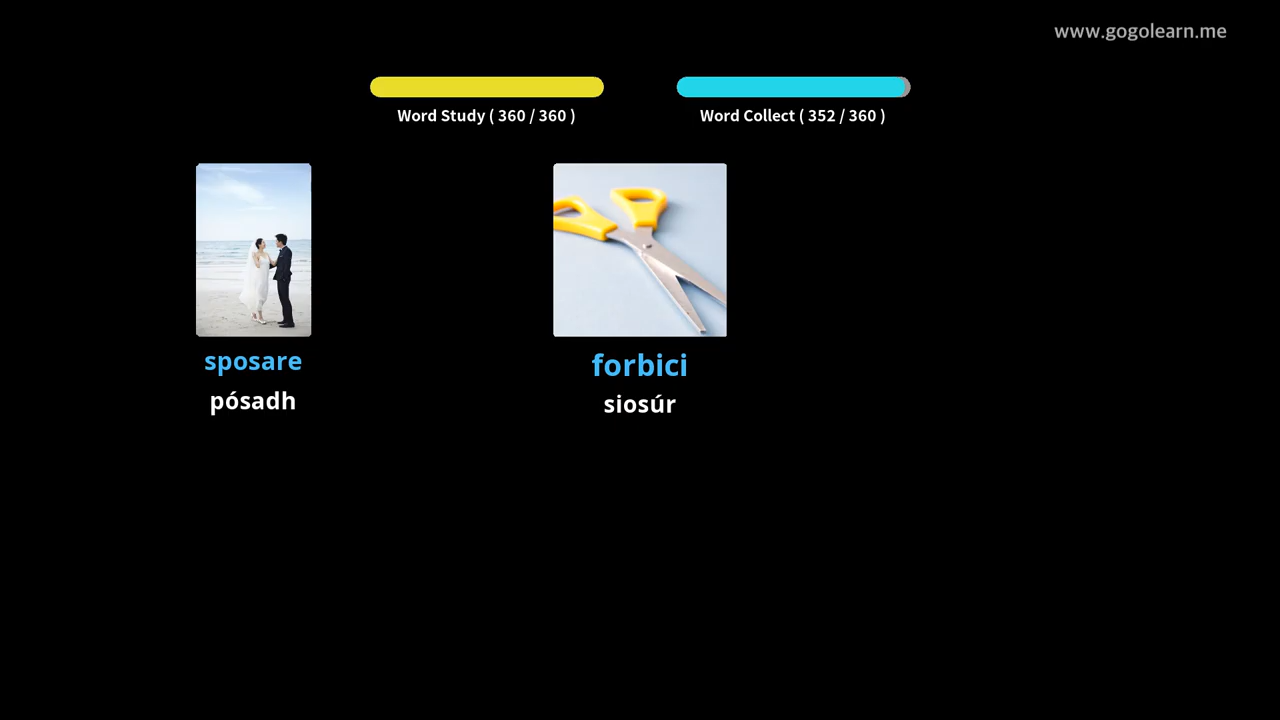 www.gogolearn.me
Word Study ( 360 / 360 )
Word Collect ( 352 / 360 )
sposare
pósadh
forbici
siosúr